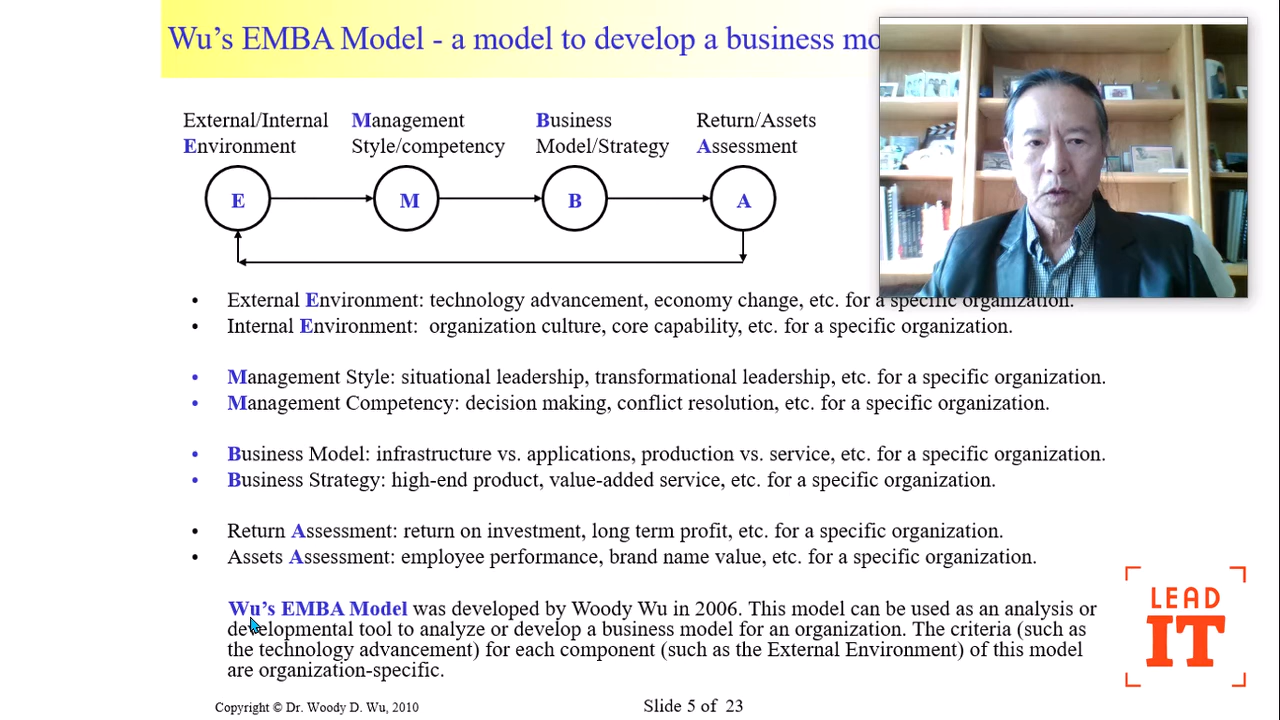 Wu's EMBA Model - a model to develop a business mo
External/Internal
Environment
Management
Style/competency
Business
Model/Strategy
Return/Assets
Assessment
E
M
B
A
• External Environment: technology advancement, economy change, etc. for a specific organization.
• Internal Environment: organization culture, core capability, etc. for a specific organization.
• Management Style: situational leadership, transformational leadership, etc. for a specific organization.
• Management Competency: decision making, conflict resolution, etc. for a specific organization.
• Business Model: infrastructure vs. applications, production vs. service, etc. for a specific organization.
• Business Strategy: high-end product, value-added service, etc. for a specific organization.
• Return Assessment: return on investment, long term profit, etc. for a specific organization.
• Assets Assessment: employee performance, brand name value, etc. for a specific organization.
Wu's EMBA Model was developed by Woody Wu in 2006. This model can be used as an analysis or
developmental tool to analyze or develop a business model for an organization. The criteria (such as
the technology advancement) for each component (such as the External Environment) of this model
are organization-specific.
LEAD
IT
Copyright © Dr. Woody D. Wu, 2010
Slide 5 of 23